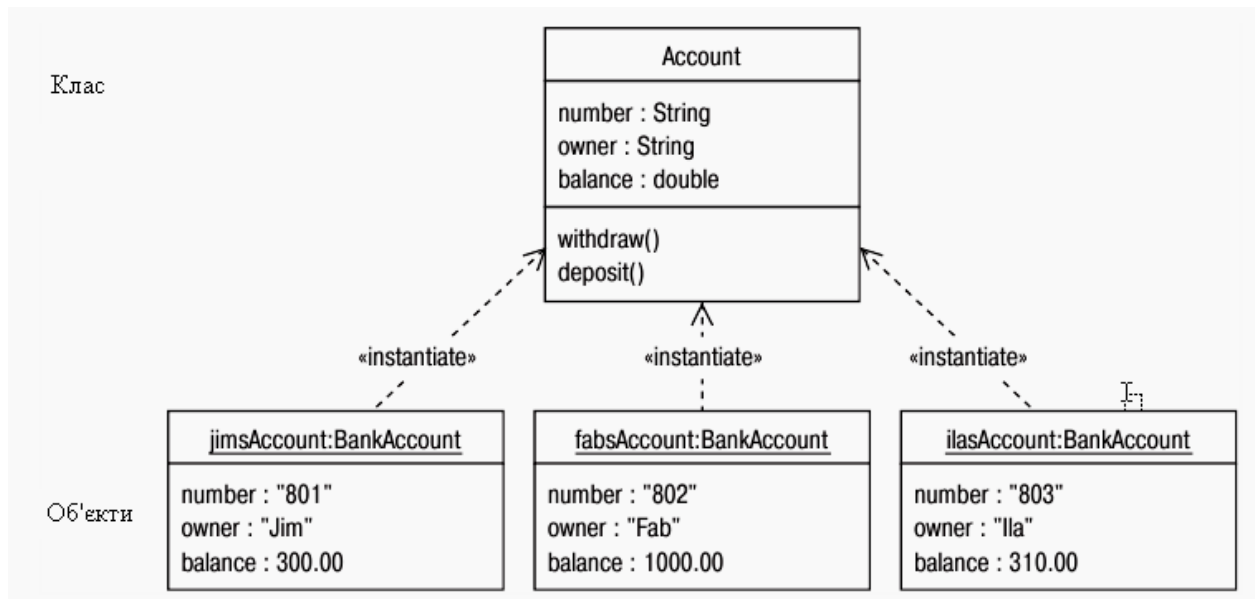 Клас
Account
number : String
owner : String
balance : double
withdraw()
deposit()
«instantiate» «instantiate» «instantiate»
Об'єкти
jimsAccount:BankAccount
number : "801"
owner : "Jim"
balance : 300.00
fabsAccount:BankAccount
number : "802"
owner : "Fab"
balance : 1000.00
ilasAccount:BankAccount
number : "803"
owner : "Ila"
balance : 310.00